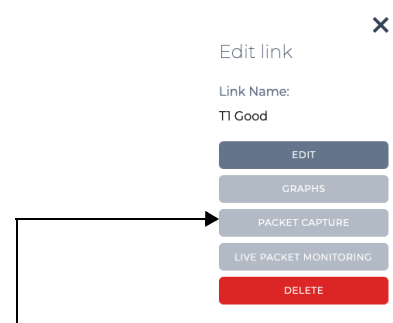 Edit link
Link Name:
T1 Good
EDIT
GRAPHS
PACKET CAPTURE
LIVE PACKET MONITORING
DELETE